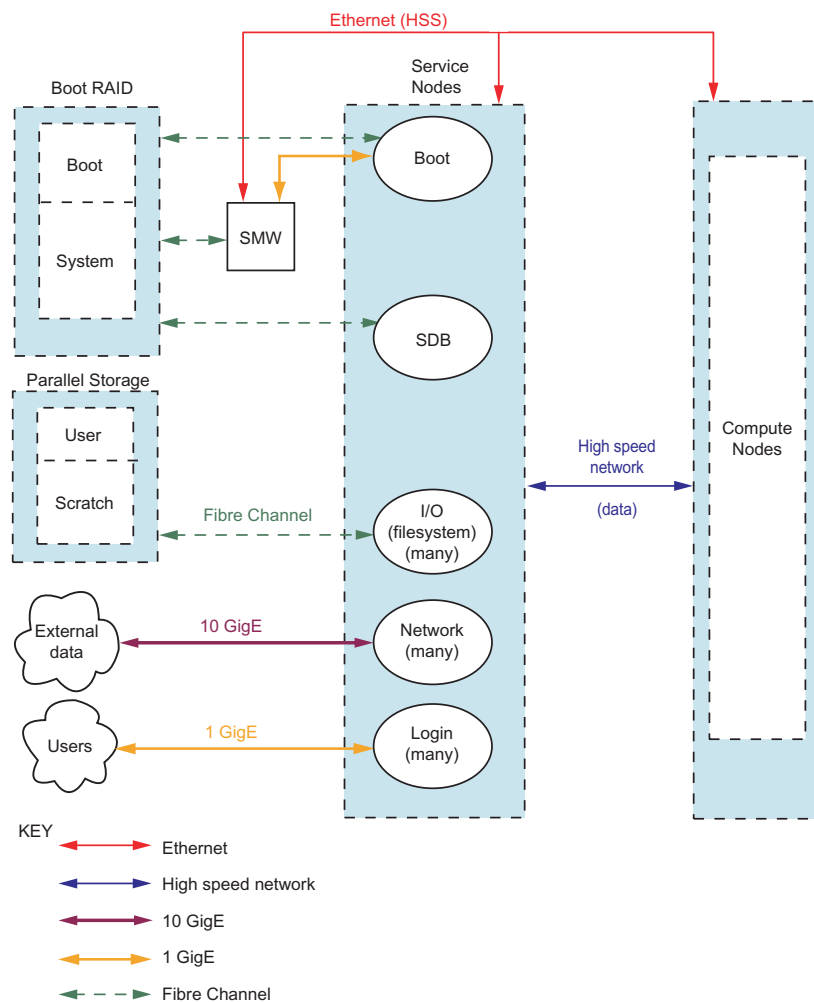 Ethernet (HSS)
Boot RAID
Service
Nodes
Boot
System
SMW
Boot
SDB
Parallel Storage
User
Scratch
Fibre Channel
I/O
(filesystem)
(many)
High speed
network
(data)
Compute
Nodes
External
data
10 GigE
Network
(many)
Users
1 GigE
Login
(many)
KEY
Ethernet
High speed network
10 GigE
1 GigE
Fibre Channel